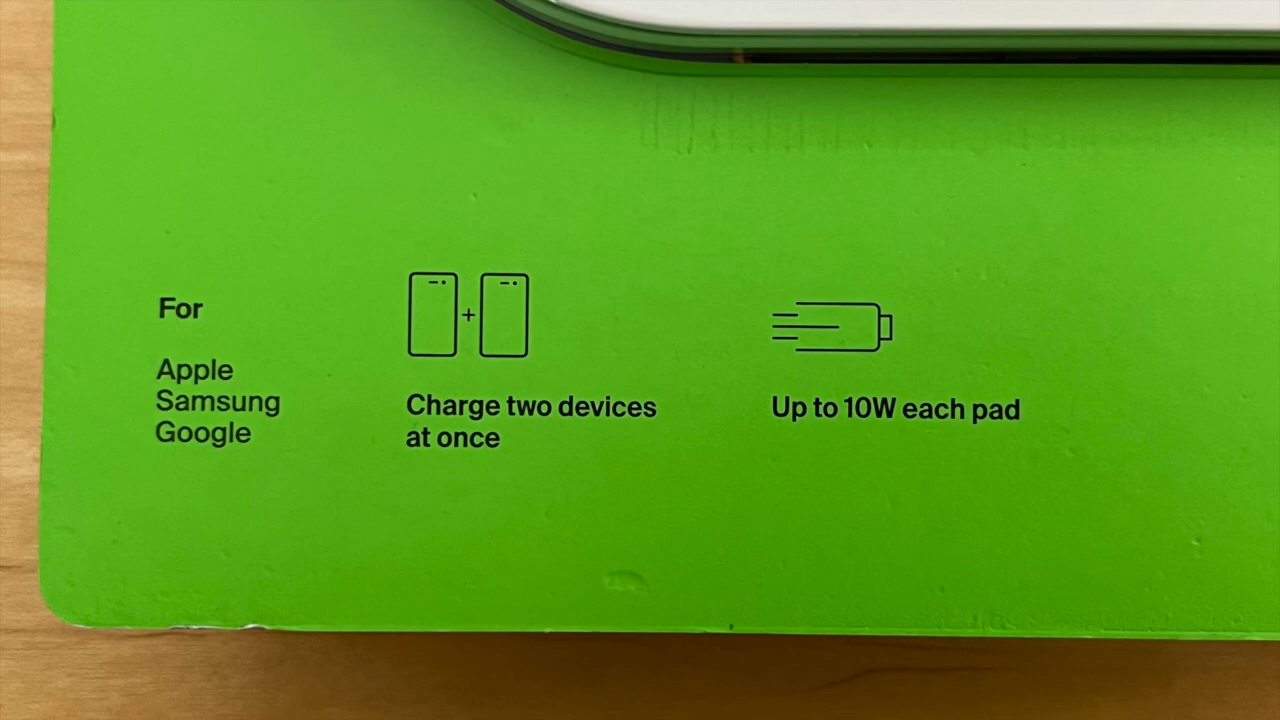 For
Apple
Samsung
Google
Charge two devices
at once
Up to 10W each pad